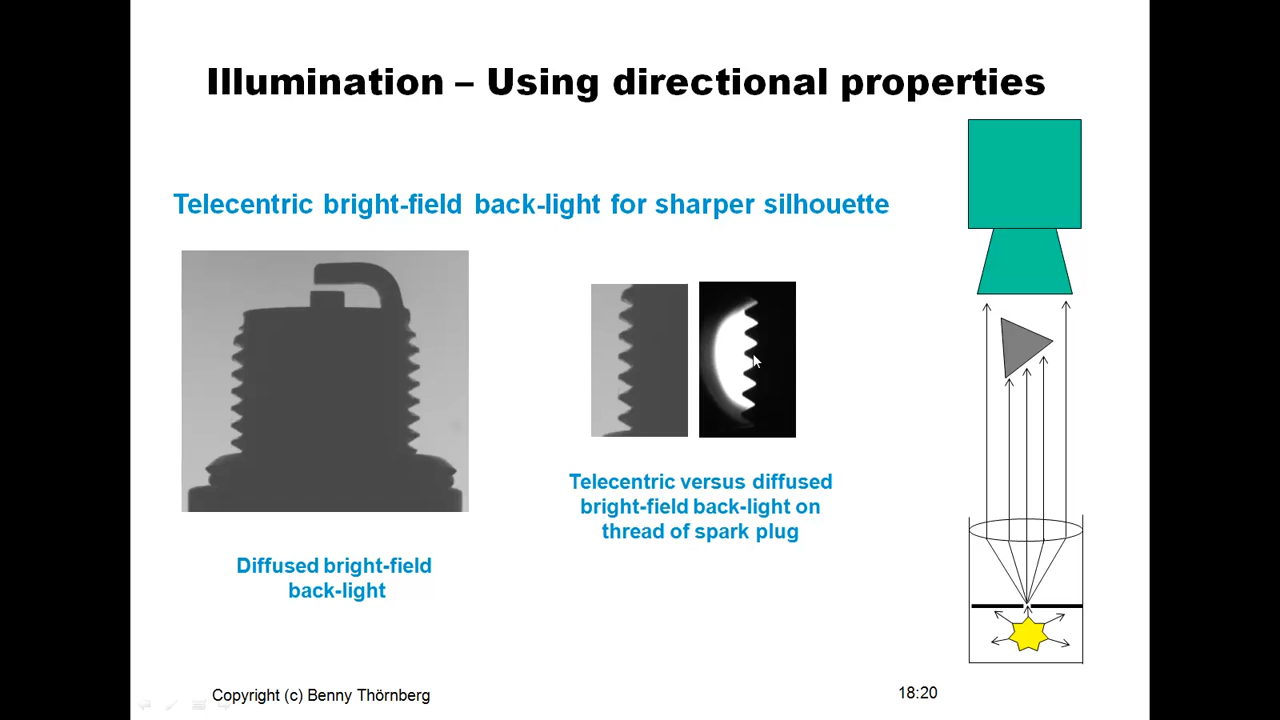 Illumination – Using directional properties
Telecentric bright-field back-light for sharper silhouette
Telecentric versus diffused
bright-field back-light on
thread of spark plug
Diffused bright-field
back-light
Copyright (c) Benny Thörnberg
18:20